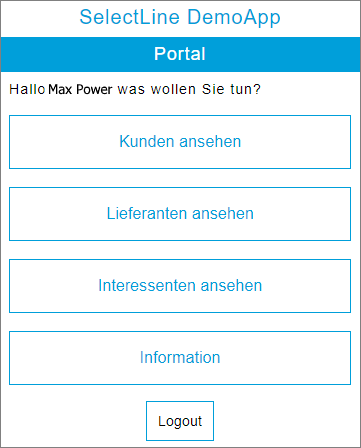 SelectLine DemoApp
Portal
Hallo Max Power was wollen Sie tun?
Kunden ansehen
Lieferanten ansehen
Interessenten ansehen
Information
Logout